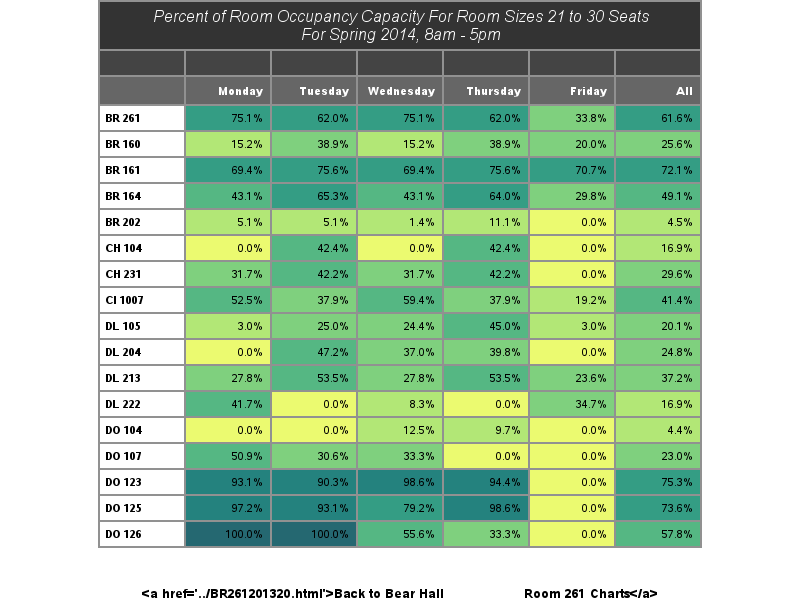 Percent of Room Occupancy Capacity For Room Sizes 21 to 30 Seats
For Spring 2014, 8am - 5pm
Monday Tuesday Wednesday Thursday Friday All
BR 261 75.1% 62.0% 75.1% 62.0% 33.8% 61.6%
BR 160 15.2% 38.9% 15.2% 38.9% 20.0% 25.6%
BR 161 69.4% 75.6% 69.4% 75.6% 70.7% 72.1%
BR 164 43.1% 65.3% 43.1% 64.0% 29.8% 49.1%
BR 202 5.1% 5.1% 1.4% 11.1% 0.0% 4.5%
CH 104 0.0% 42.4% 0.0% 42.4% 0.0% 16.9%
CH 231 31.7% 42.2% 31.7% 42.2% 0.0% 29.6%
CI 1007 52.5% 37.9% 59.4% 37.9% 19.2% 41.4%
DL 105 3.0% 25.0% 24.4% 45.0% 3.0% 20.1%
DL 204 0.0% 47.2% 37.0% 39.8% 0.0% 24.8%
DL 213 27.8% 53.5% 27.8% 53.5% 23.6% 37.2%
DL 222 41.7% 0.0% 8.3% 0.0% 34.7% 16.9%
DO 104 0.0% 0.0% 12.5% 9.7% 0.0% 4.4%
DO 107 50.9% 30.6% 33.3% 0.0% 0.0% 23.0%
DO 123 93.1% 90.3% 98.6% 94.4% 0.0% 75.3%
DO 125 97.2% 93.1% 79.2% 98.6% 0.0% 73.6%
DO 126 100.0% 100.0% 55.6% 33.3% 0.0% 57.8%
<a href='../BR261201320.html'>Back to Bear Hall Room 261 Charts</a>